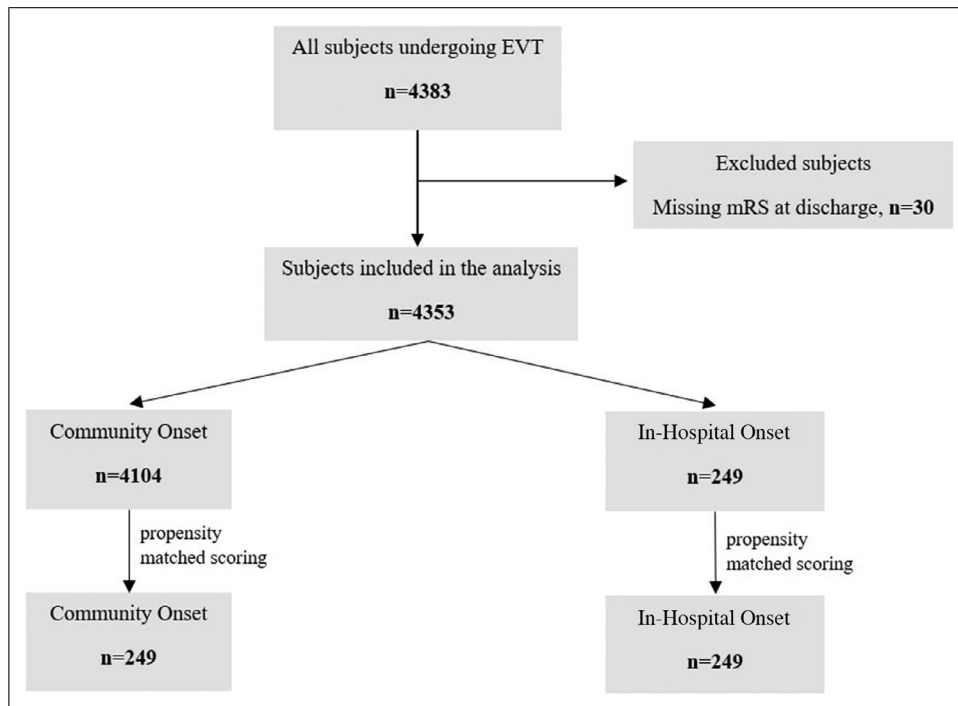 All subjects undergoing EVT
n=4383
Excluded subjects
Missing mRS at discharge, n=30
Subjects included in the analysis
n=4353
Community Onset
n=4104
In-Hospital Onset
n=249
propensity
matched scoring
propensity
matched scoring
Community Onset
n=249
In-Hospital Onset
n=249